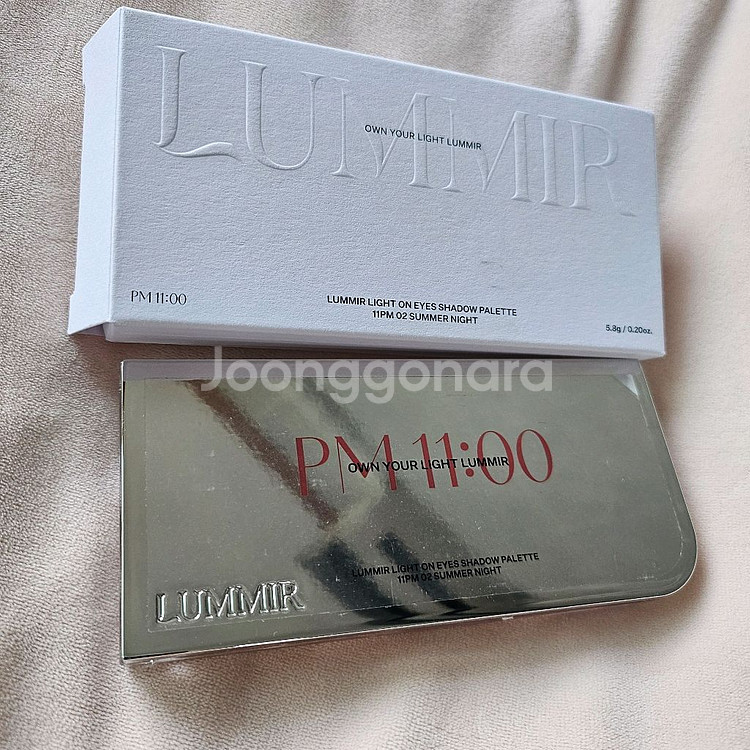 LUMMIR
OWN YOUR LIGHT LUMMIR
PM 11:00
LUMMIR LIGHT ON EYES SHADOW PALETTE
11PM 02 SUMMER NIGHT
5.8g / 0.20oz.
Joonggonara
PM 11:00
OWN YOUR LIGHT LUMMIR
LUMMIR LIGHT ON EYES SHADOW PALETTE
11PM 02 SUMMER NIGHT
LUMMIR